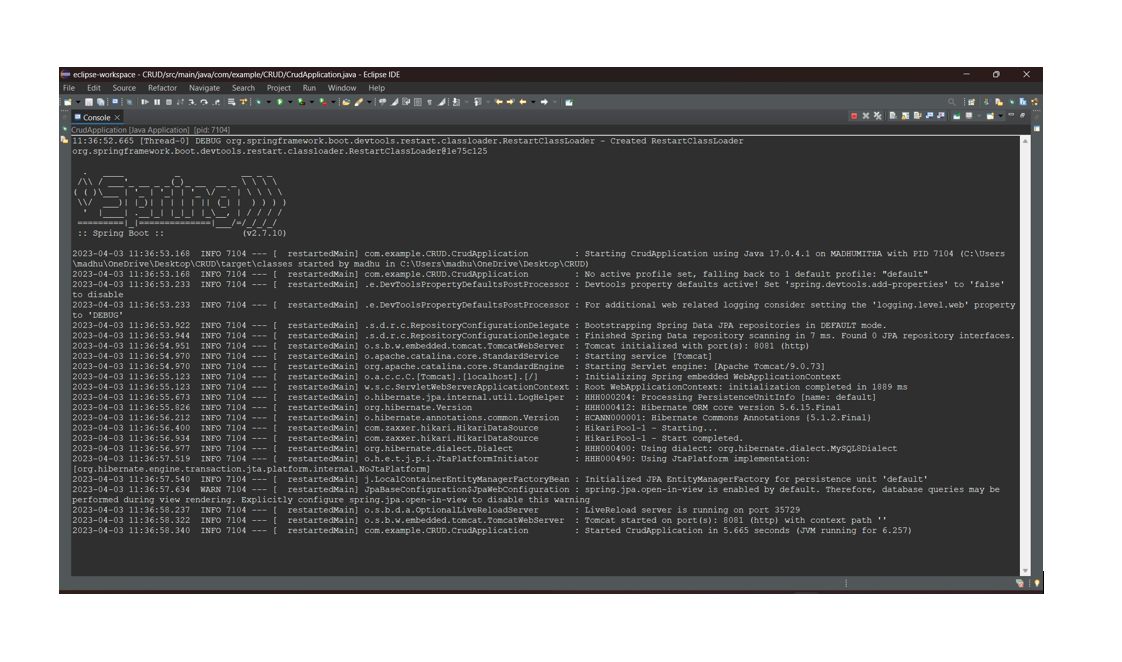 eclipse-workspace - CRUD/src/main/java/com/example/CRUD/CrudApplication.java - Eclipse IDE
File Edit Source Refactor Navigate Search Project Run Window Help
Console
CrudApplication [Java Application] [pid: 7104]
11:36:52.665 [Thread-0] DEBUG org.springframework.boot.devtools.restart.classloader.RestartClassLoader - Created RestartClassLoader
org.springframework.boot.devtools.restart.classloader.RestartClassLoader@1e75c125
Spring
:: Spring Boot :: (v2.7.10)
2023-04-03 11:36:53.168 INFO 7104 --- [ restartedMain] com.example.CRUD.CrudApplication : Starting CrudApplication using Java 17.0.4.1 on MADHUMITHA with PID 7104 (C:\Users
\madhu\OneDrive\Desktop\CRUD\target\classes started by madhu in C:\Users\madhu\OneDrive\Desktop\CRUD)
2023-04-03 11:36:53.168 INFO 7104 --- [ restartedMain] com.example.CRUD.CrudApplication : No active profile set, falling back to 1 default profile: "default"
2023-04-03 11:36:53.233 INFO 7104 --- [ restartedMain] .e.DevToolsPropertyDefaultsPostProcessor : Devtools property defaults active! Set 'spring.devtools.add-properties' to 'false'
to disable
2023-04-03 11:36:53.233 INFO 7104 --- [ restartedMain] .e.DevToolsPropertyDefaultsPostProcessor : For additional web related logging consider setting the 'logging.level.web' property
to 'DEBUG'
2023-04-03 11:36:53.922 INFO 7104 --- [ restartedMain] .s.d.r.c.RepositoryConfigurationDelegate : Bootstrapping Spring Data JPA repositories in DEFAULT mode.
2023-04-03 11:36:53.944 INFO 7104 --- [ restartedMain] .s.d.r.c.RepositoryConfigurationDelegate : Finished Spring Data repository scanning in 7 ms. Found 0 JPA repository interfaces.
2023-04-03 11:36:54.951 INFO 7104 --- [ restartedMain] o.s.b.w.embedded.tomcat.TomcatWebServer : Tomcat initialized with port(s): 8081 (http)
2023-04-03 11:36:54.970 INFO 7104 --- [ restartedMain] o.apache.catalina.core.StandardService : Starting service [Tomcat]
2023-04-03 11:36:54.970 INFO 7104 --- [ restartedMain] org.apache.catalina.core.StandardEngine : Starting Servlet engine: [Apache Tomcat/9.0.73]
2023-04-03 11:36:55.123 INFO 7104 --- [ restartedMain] o.a.c.c.C.[Tomcat].[localhost].[/] : Initializing Spring embedded WebApplicationContext
2023-04-03 11:36:55.123 INFO 7104 --- [ restartedMain] w.s.c.ServletWebServerApplicationContext : Root WebApplicationContext: initialization completed in 1889 ms
2023-04-03 11:36:55.673 INFO 7104 --- [ restartedMain] o.hibernate.jpa.internal.util.LogHelper : HHH000204: Processing PersistenceUnitInfo [name: default]
2023-04-03 11:36:55.826 INFO 7104 --- [ restartedMain] org.hibernate.Version : HHH000412: Hibernate ORM core version 5.6.15.Final
2023-04-03 11:36:56.212 INFO 7104 --- [ restartedMain] o.hibernate.annotations.common.Version : HCANN000001: Hibernate Commons Annotations {5.1.2.Final}
2023-04-03 11:36:56.400 INFO 7104 --- [ restartedMain] com.zaxxer.hikari.HikariDataSource : HikariPool-1 - Starting...
2023-04-03 11:36:56.934 INFO 7104 --- [ restartedMain] com.zaxxer.hikari.HikariDataSource : HikariPool-1 - Start completed.
2023-04-03 11:36:56.977 INFO 7104 --- [ restartedMain] org.hibernate.dialect.Dialect : HHH000400: Using dialect: org.hibernate.dialect.MySQL8Dialect
2023-04-03 11:36:57.519 INFO 7104 --- [ restartedMain] o.h.e.t.j.p.i.JtaPlatformInitiator : HHH000490: Using JtaPlatform implementation:
[org.hibernate.engine.transaction.jta.platform.internal.NoJtaPlatform]
2023-04-03 11:36:57.540 INFO 7104 --- [ restartedMain] j.LocalContainerEntityManagerFactoryBean : Initialized JPA EntityManagerFactory for persistence unit 'default'
2023-04-03 11:36:57.634 WARN 7104 --- [ restartedMain] JpaBaseConfiguration$JpaWebConfiguration : spring.jpa.open-in-view is enabled by default. Therefore, database queries may be
performed during view rendering. Explicitly configure spring.jpa.open-in-view to disable this warning
2023-04-03 11:36:58.237 INFO 7104 --- [ restartedMain] o.s.b.d.a.OptionalLiveReloadServer : LiveReload server is running on port 35729
2023-04-03 11:36:58.322 INFO 7104 --- [ restartedMain] o.s.b.w.embedded.tomcat.TomcatWebServer : Tomcat started on port(s): 8081 (http) with context path ''
2023-04-03 11:36:58.340 INFO 7104 --- [ restartedMain] com.example.CRUD.CrudApplication : Started CrudApplication in 5.665 seconds (JVM running for 6.257)